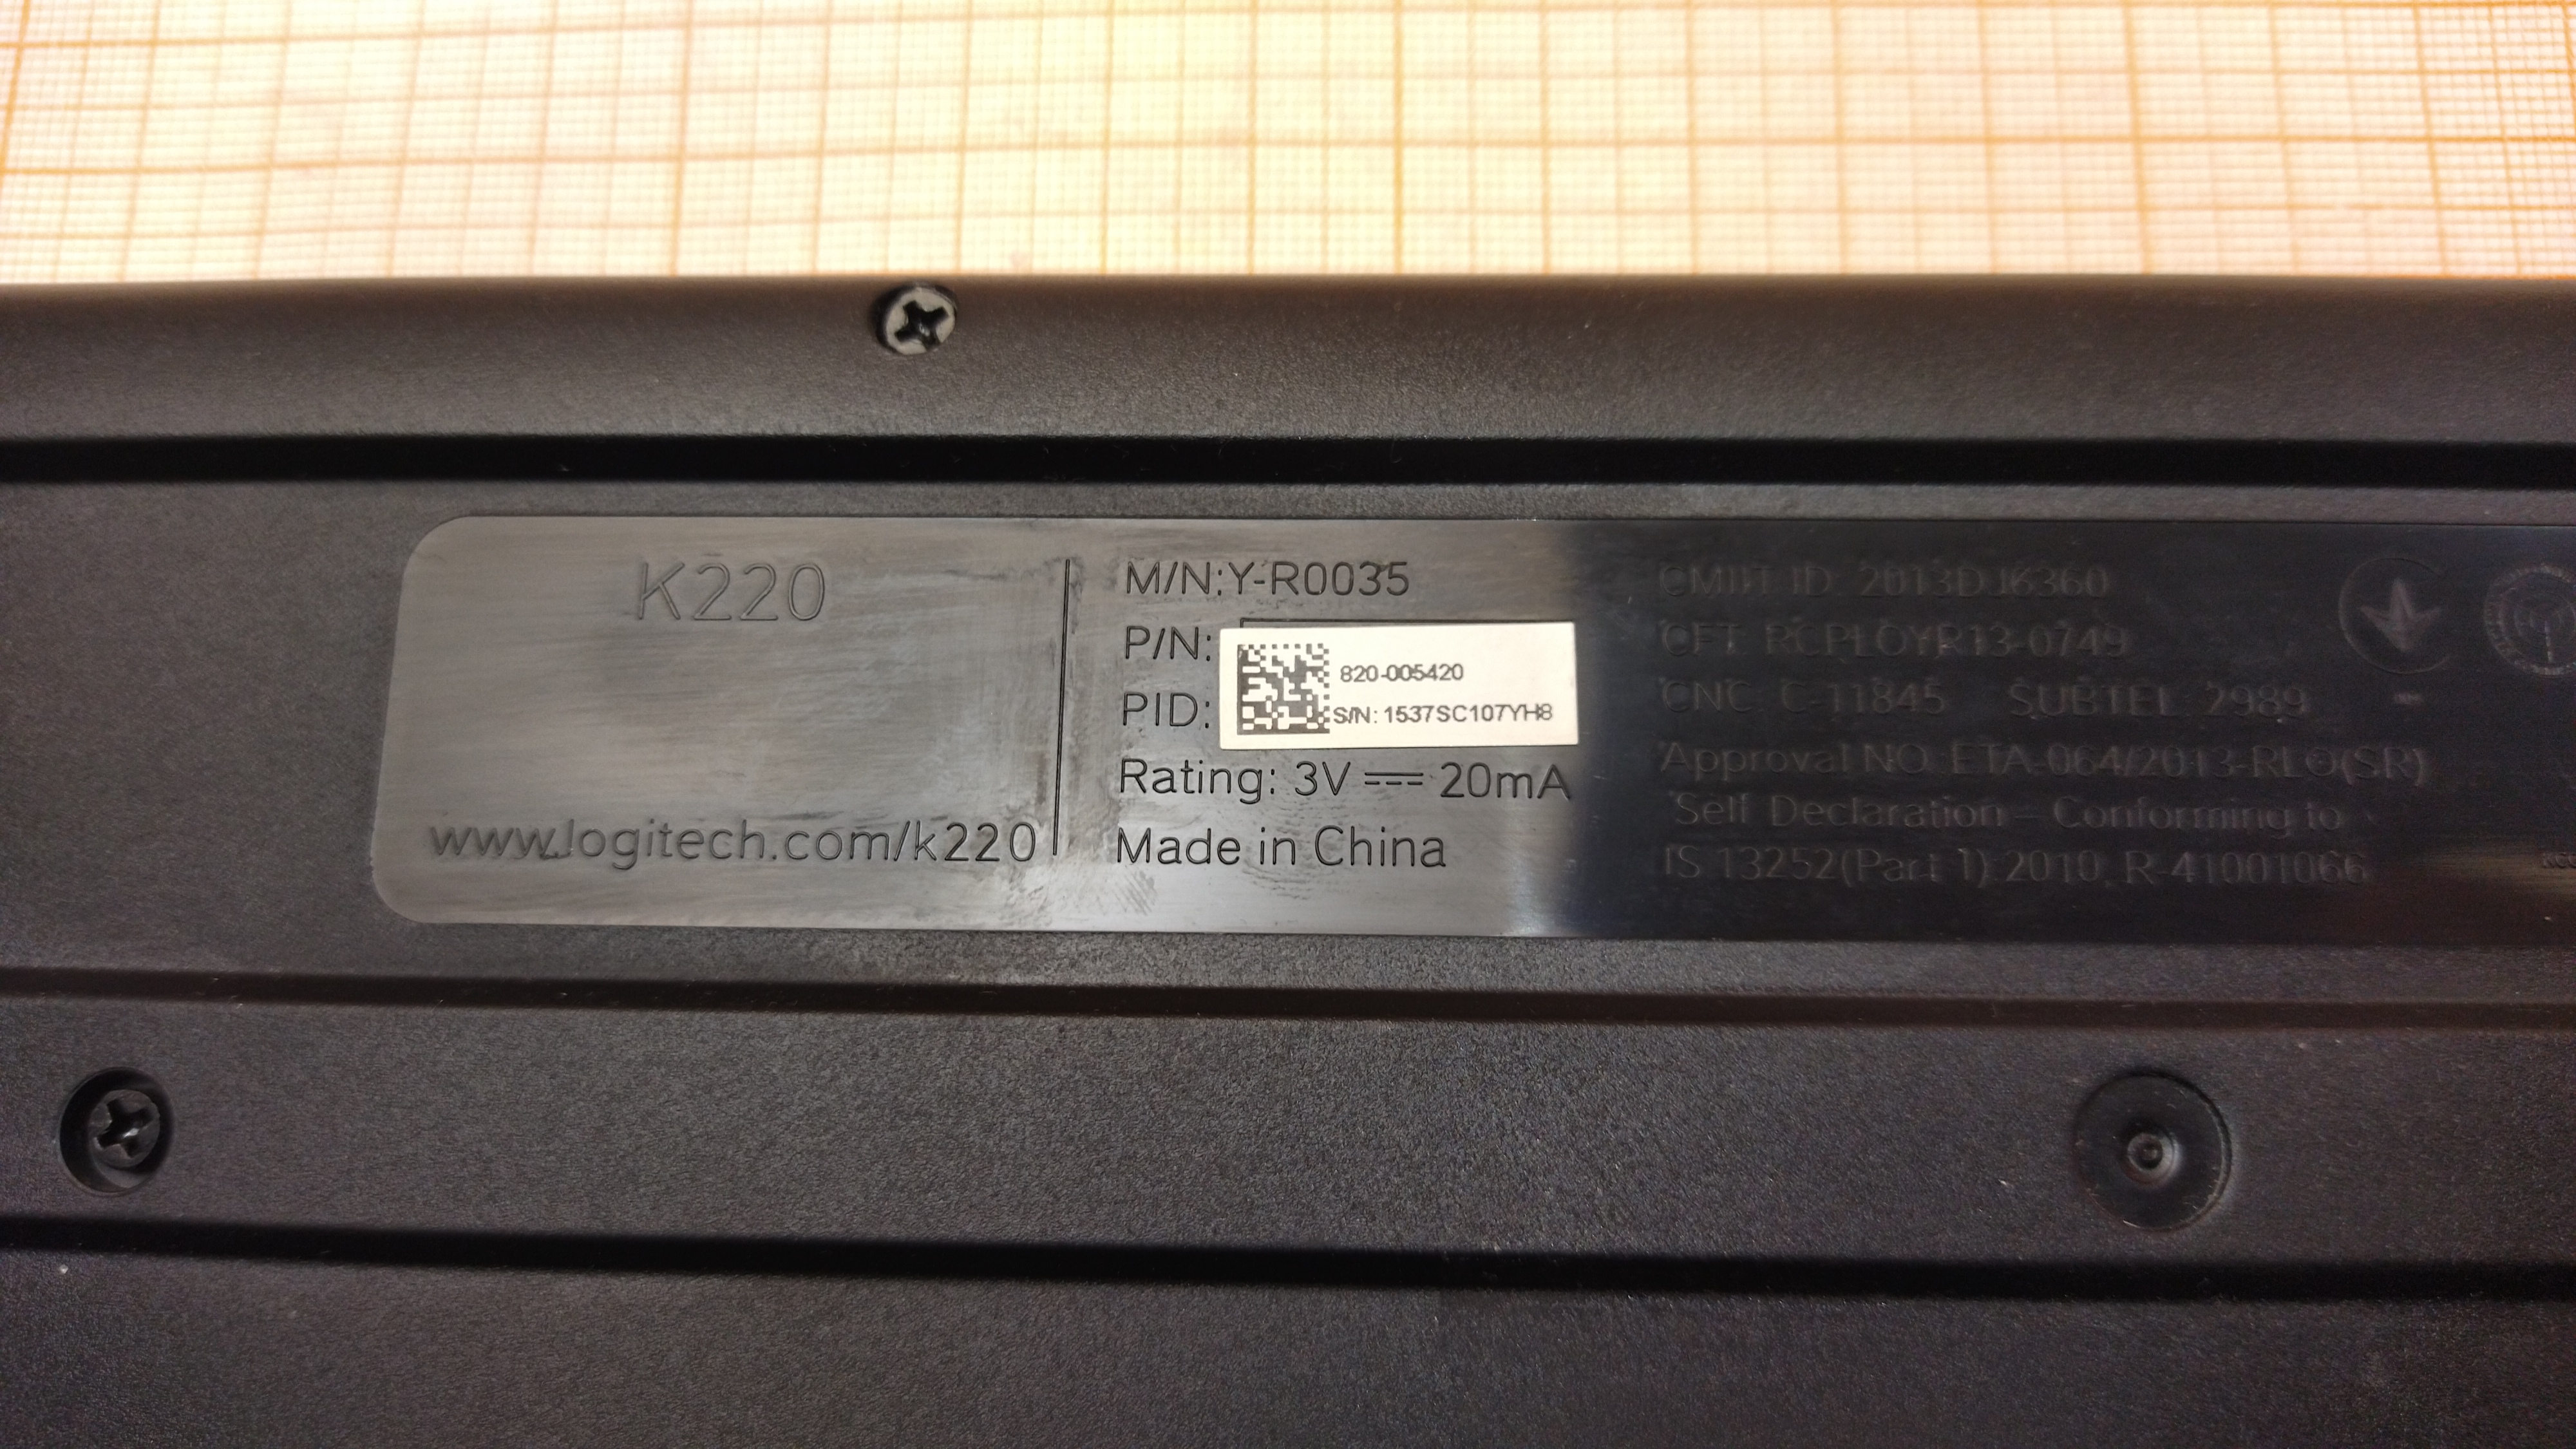 K220
www.logitech.com/k220
M/N:Y-R0035
P/N:
820-005420
PID:
S/N: 1537SC107YH8
Rating: 3V ⎓ 20mA
Made in China
CMIIT ID: 2013DJ6360
CFT: RCPLOYR13-0749
CNC C-11845 SUBTEL 2989
Approval NO: ETA-064/2013-RLO(SR)
Self Declaration – Conforming to
IS 13252(Part 1):2010, R-41001066